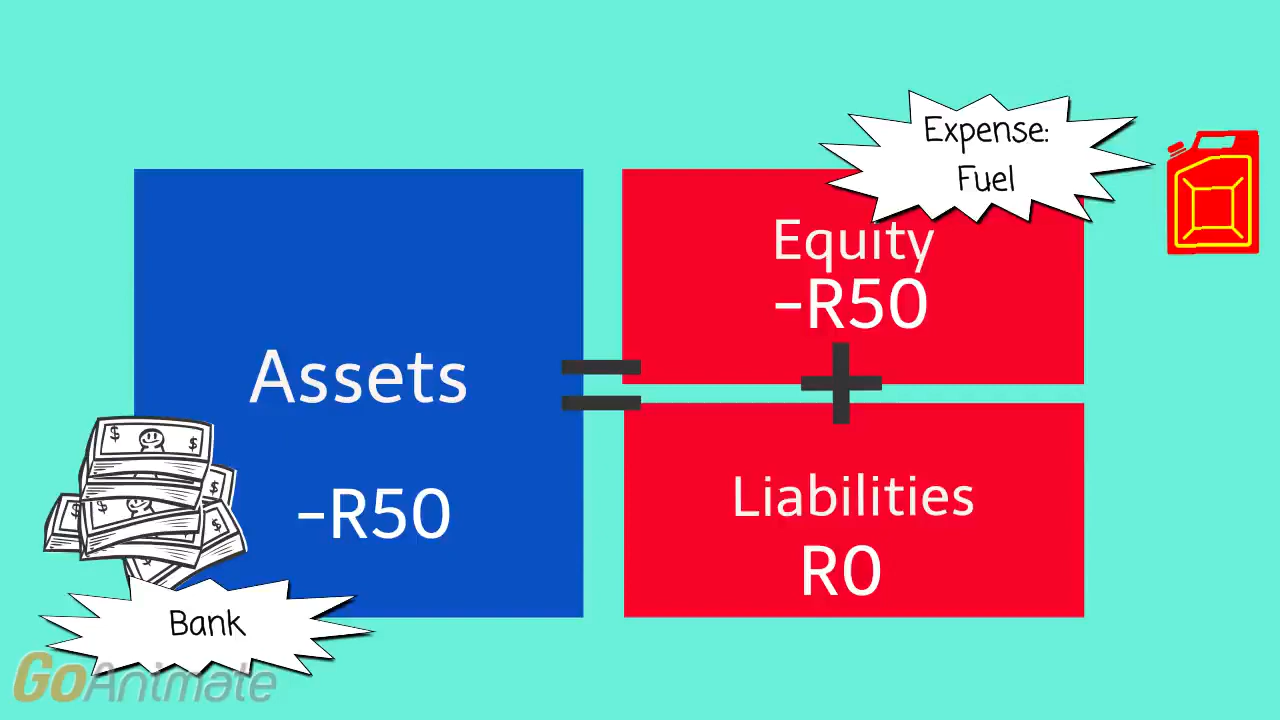 Expense:
Fuel
Equity
-R50
Assets
-R50
=
+
Liabilities
R0
$ $
$
$ $
$
Bank
GoAnimate